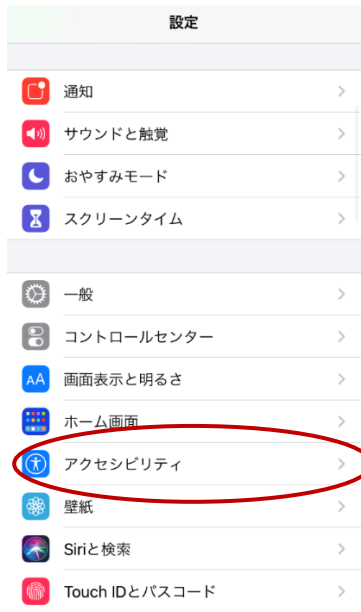 設定
通知
サウンドと触覚
おやすみモード
スクリーンタイム
一般
コントロールセンター
AA 画面表示と明るさ
ホーム画面
アクセシビリティ
壁紙
Siriと検索
Touch IDとパスコード